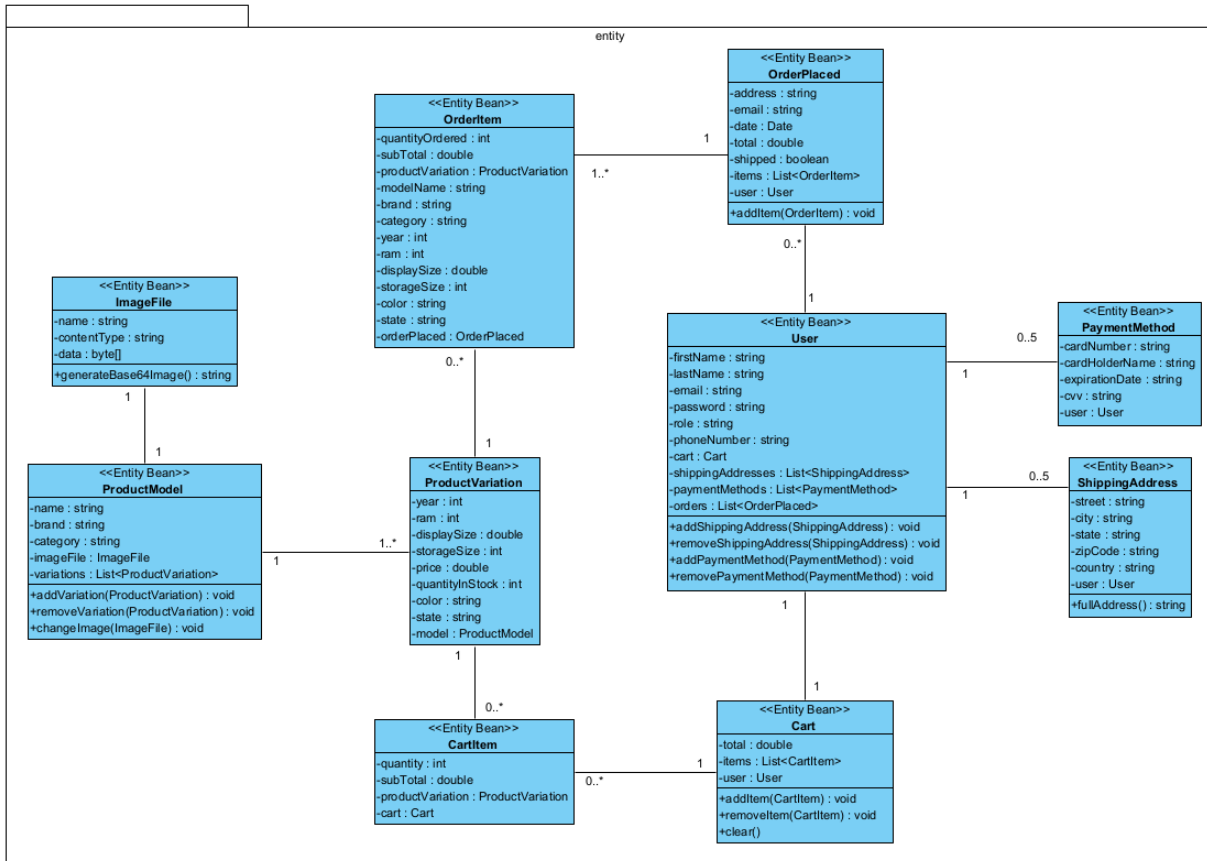 entity
<<Entity Bean>>
OrderPlaced
-address : string
-email : string
-date : Date
-total : double
-shipped : boolean
-items : List<OrderItem>
-user : User
+addItem(OrderItem) : void
<<Entity Bean>>
OrderItem
-quantityOrdered : int
-subTotal : double
-productVariation : ProductVariation
-modelName : string
-brand : string
-category : string
-year : int
-ram : int
-displaySize : double
-storageSize : int
-color : string
-state : string
-orderPlaced : OrderPlaced
1
1..*
0..*
1
0..*
1
<<Entity Bean>>
ImageFile
-name : string
-contentType : string
-data : byte[]
+generateBase64Image() : string
1
1
<<Entity Bean>>
User
-firstName : string
-lastName : string
-email : string
-password : string
-role : string
-phoneNumber : string
-cart : Cart
-shippingAddresses : List<ShippingAddress>
-paymentMethods : List<PaymentMethod>
-orders : List<OrderPlaced>
+addShippingAddress(ShippingAddress) : void
+removeShippingAddress(ShippingAddress) : void
+addPaymentMethod(PaymentMethod) : void
+removePaymentMethod(PaymentMethod) : void
0..5
1
<<Entity Bean>>
PaymentMethod
-cardNumber : string
-cardHolderName : string
-expirationDate : string
-cvv : string
-user : User
0..5
1
<<Entity Bean>>
ShippingAddress
-street : string
-city : string
-state : string
-zipCode : string
-country : string
-user : User
+fullAddress() : string
<<Entity Bean>>
ProductModel
-name : string
-brand : string
-category : string
-imageFile : ImageFile
-variations : List<ProductVariation>
+addVariation(ProductVariation) : void
+removeVariation(ProductVariation) : void
+changeImage(ImageFile) : void
1
1..*
<<Entity Bean>>
ProductVariation
-year : int
-ram : int
-displaySize : double
-storageSize : int
-price : double
-quantityInStock : int
-color : string
-state : string
-model : ProductModel
1
0..*
1
1
<<Entity Bean>>
CartItem
-quantity : int
-subTotal : double
-productVariation : ProductVariation
-cart : Cart
0..*
1
<<Entity Bean>>
Cart
-total : double
-items : List<CartItem>
-user : User
+addItem(CartItem) : void
+removeItem(CartItem) : void
+clear()